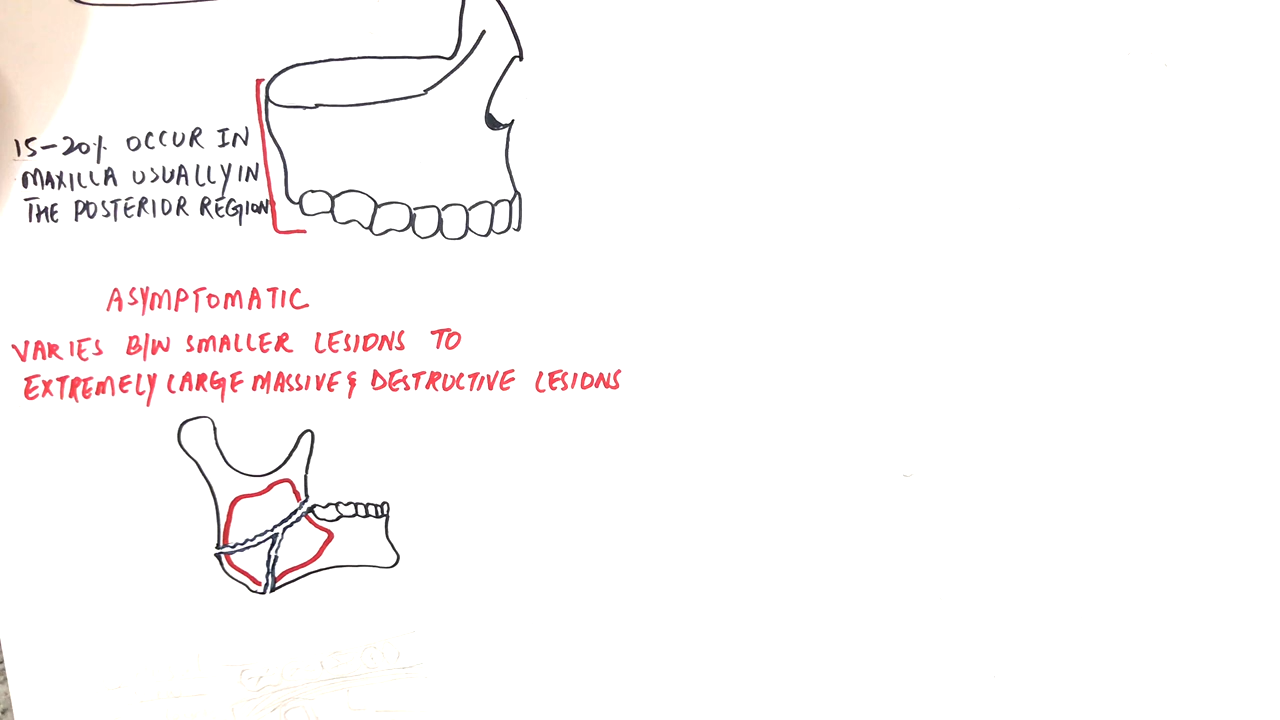 15-20% OCCUR IN
MAXILLA USUALLY IN
THE POSTERIOR REGION
ASYMPTOMATIC
VARIES B/W SMALLER LESIONS TO
EXTREMELY LARGE MASSIVE & DESTRUCTIVE LESIONS